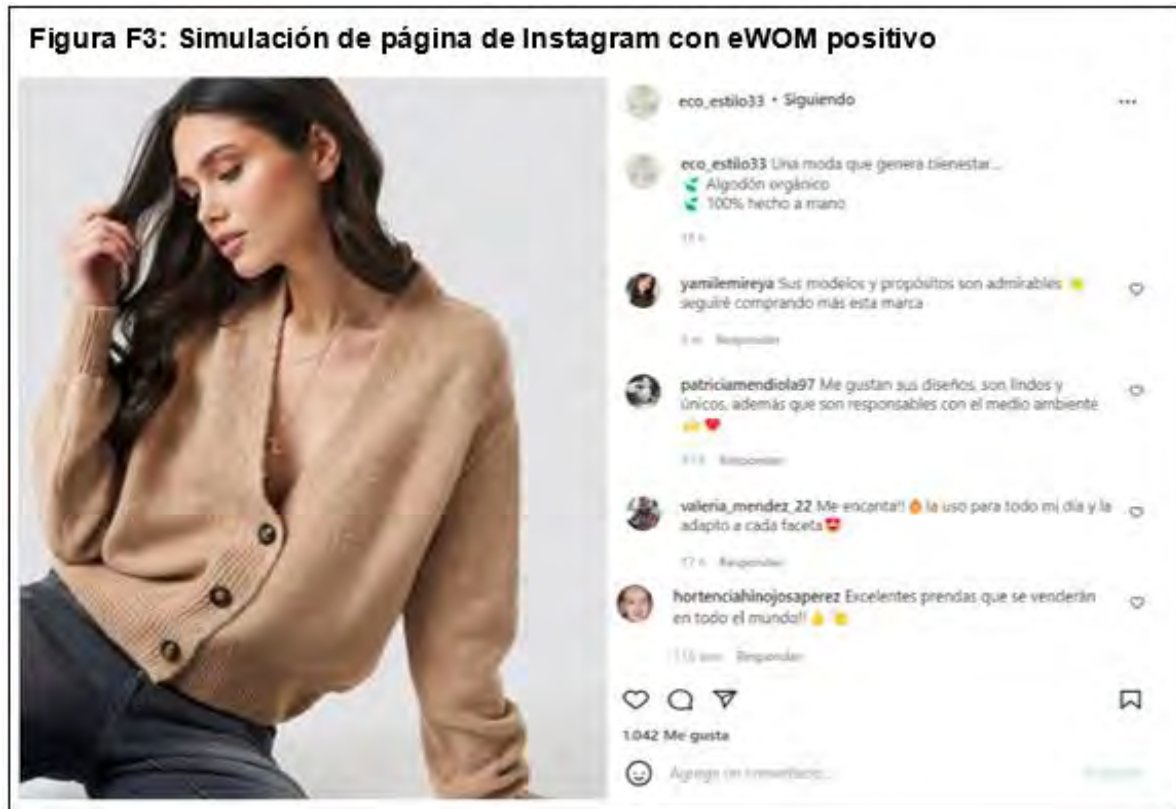 Figura F3: Simulación de página de Instagram con eWOM positivo
eco_estilo33 • Siguiendo
eco_estilo33 Una moda que genera bienestar...
Algodón orgánico
100% hecho a mano
yamilemireya Sus modelos y propósitos son admirables
seguiré comprando más esta marca
Responder
patriciamendiola97 Me gustan sus diseños, son lindos y
únicos, además que son responsables con el medio ambiente
Responder
valeria_mendez_22 Me encanta!! la uso para todo mi día y la
adapto a cada faceta
17 h Responder
hortenciahinojosaperez Excelentes prendas que se venderán
en todo el mundo!!
Responder
1.042 Me gusta
Agrega un comentario...